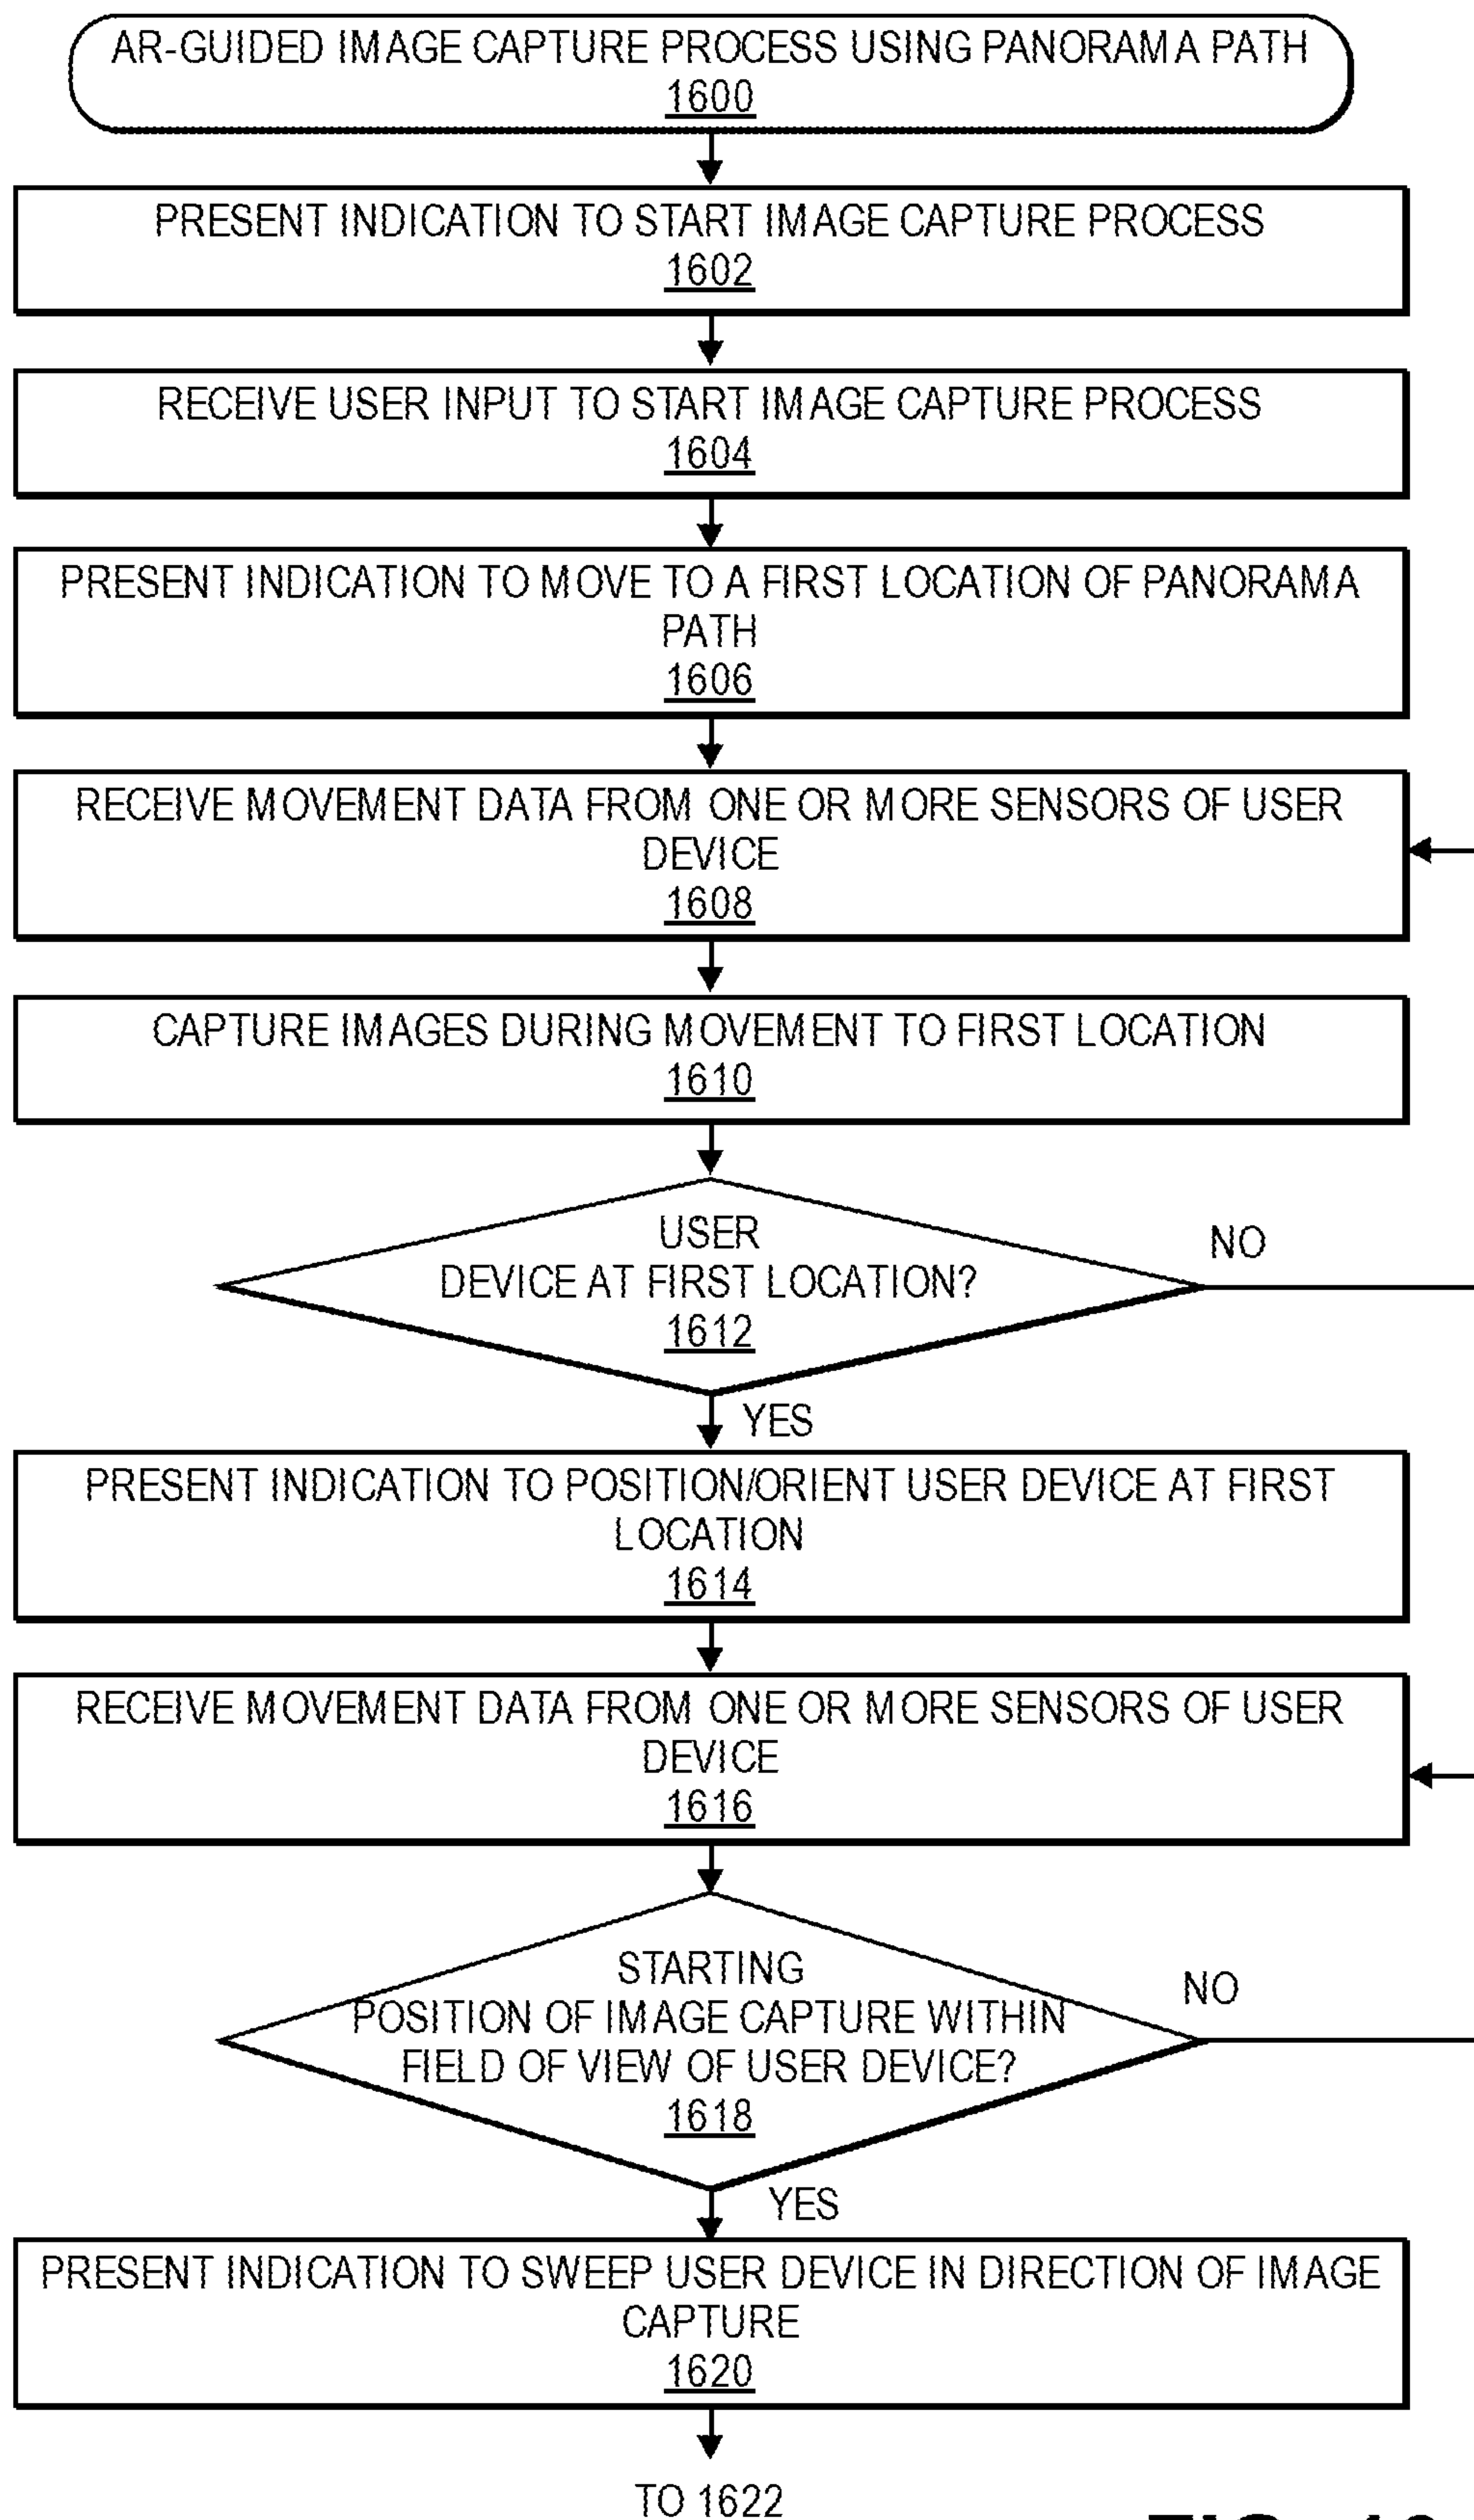 AR-GUIDED IMAGE CAPTURE PROCESS USING PANORAMA PATH
1600
PRESENT INDICATION TO START IMAGE CAPTURE PROCESS
1602
RECEIVE USER INPUT TO START IMAGE CAPTURE PROCESS
1604
PRESENT INDICATION TO MOVE TO A FIRST LOCATION OF PANORAMA
PATH
1606
RECEIVE MOVEMENT DATA FROM ONE OR MORE SENSORS OF USER
DEVICE
1608
CAPTURE IMAGES DURING MOVEMENT TO FIRST LOCATION
1610
USER
DEVICE AT FIRST LOCATION?
1612
NO
YES
PRESENT INDICATION TO POSITION/ORIENT USER DEVICE AT FIRST
LOCATION
1614
RECEIVE MOVEMENT DATA FROM ONE OR MORE SENSORS OF USER
DEVICE
1616
STARTING
POSITION OF IMAGE CAPTURE WITHIN
FIELD OF VIEW OF USER DEVICE?
1618
NO
YES
PRESENT INDICATION TO SWEEP USER DEVICE IN DIRECTION OF IMAGE
CAPTURE
1620
TO 1622